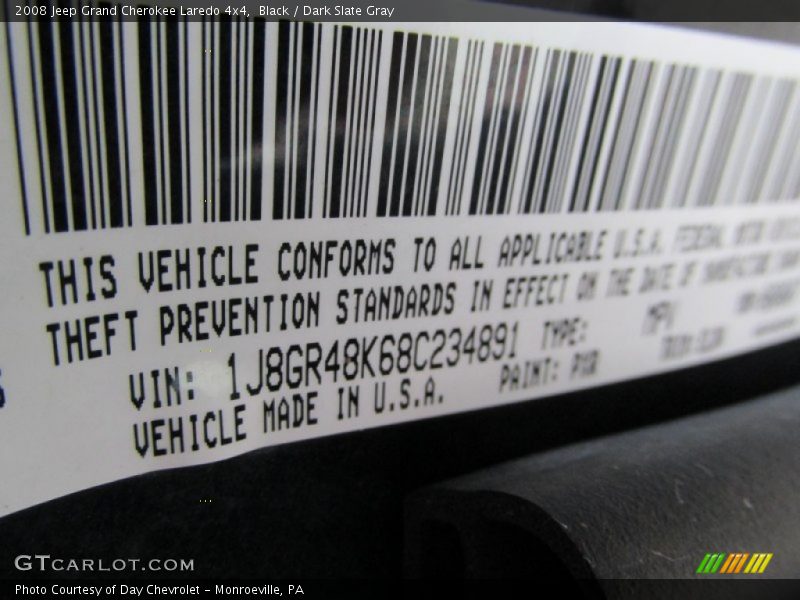 2008 Jeep Grand Cherokee Laredo 4x4, Black / Dark Slate Gray
THIS VEHICLE CONFORMS TO ALL APPLICABLE U.S.A. FEDERAL
THEFT PREVENTION STANDARDS IN EFFECT ON THE DATE OF
VIN: 1J8GR48K68C234891 TYPE: MPV
VEHICLE MADE IN U.S.A. PAINT: PXR
GTCARLOT.COM
Photo Courtesy of Day Chevrolet - Monroeville, PA